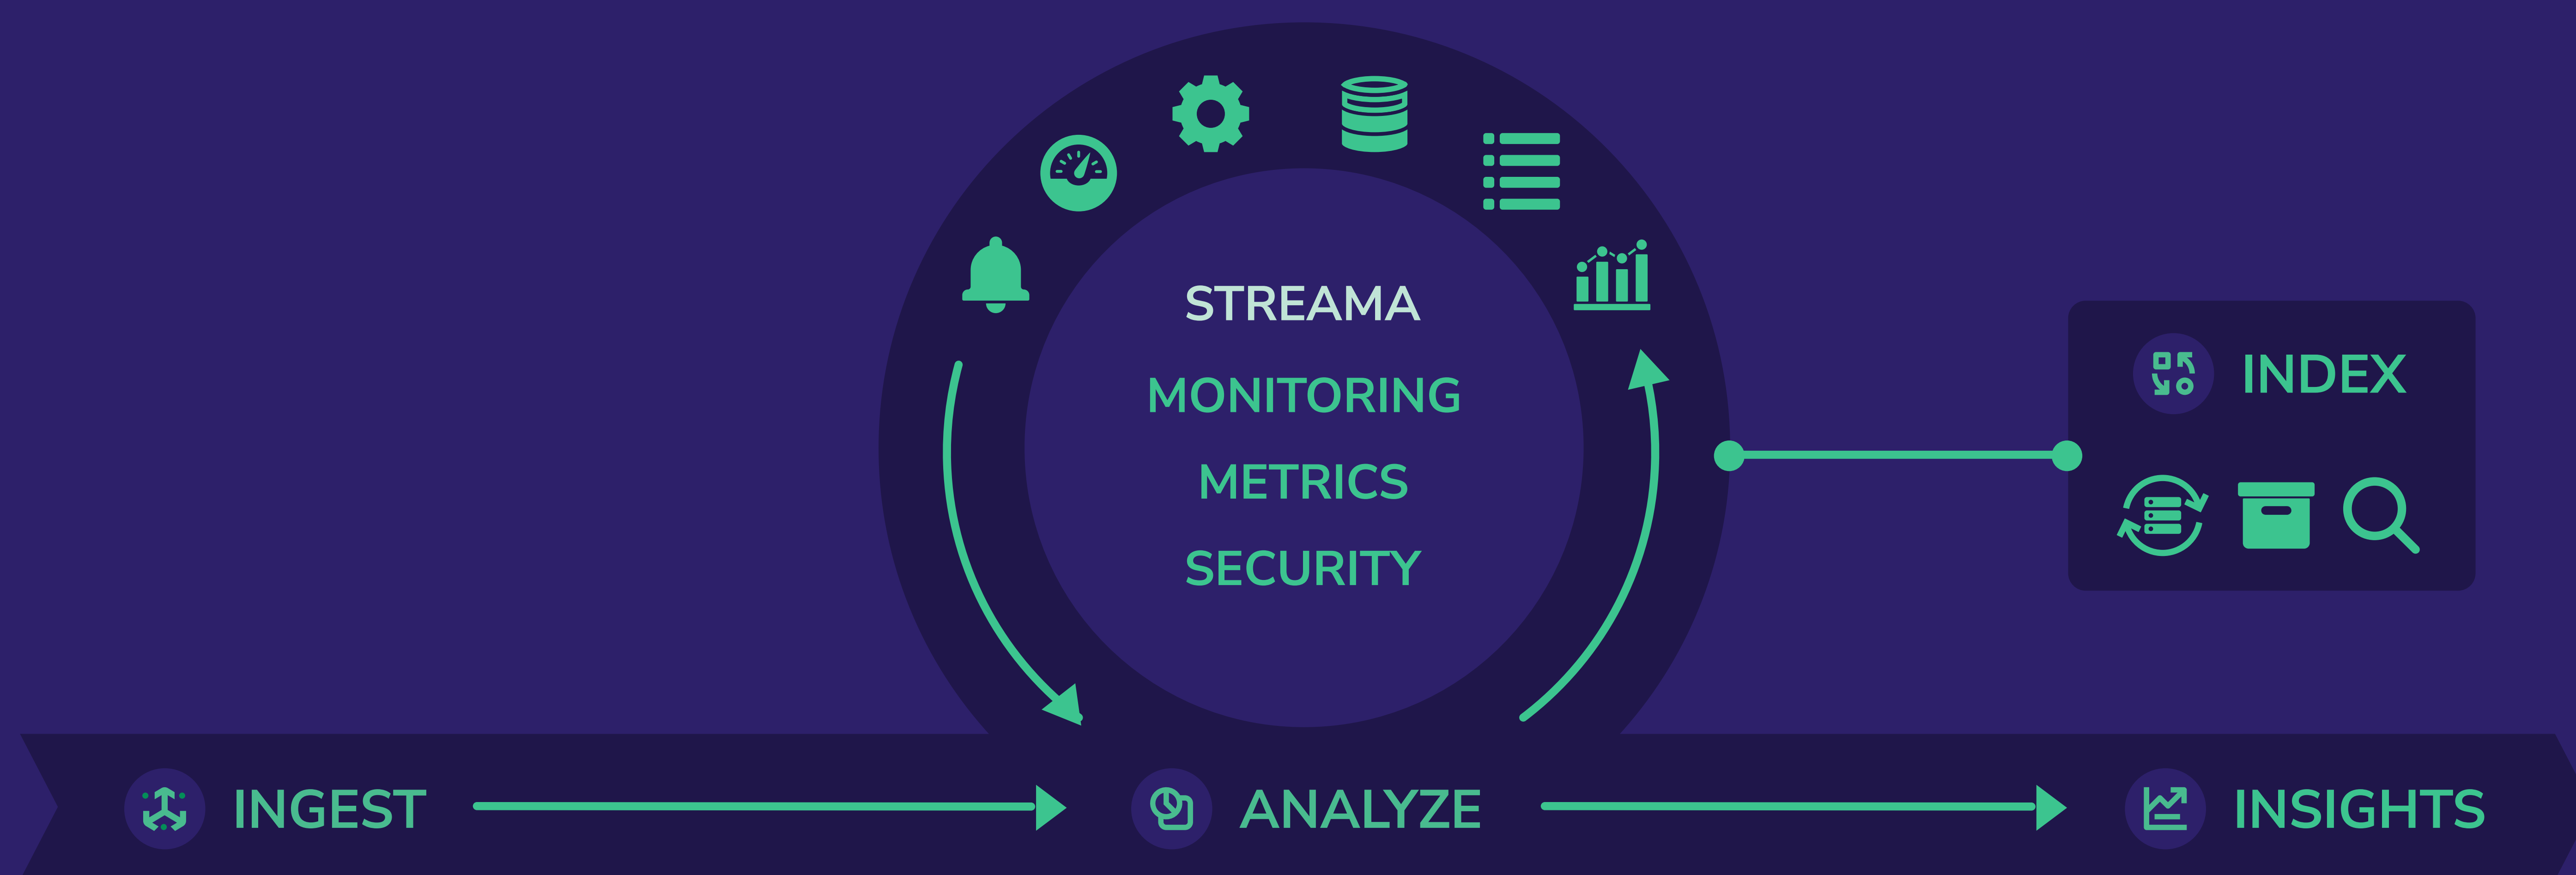 STREAMA
MONITORING
METRICS
SECURITY
INDEX
INGEST
ANALYZE
INSIGHTS